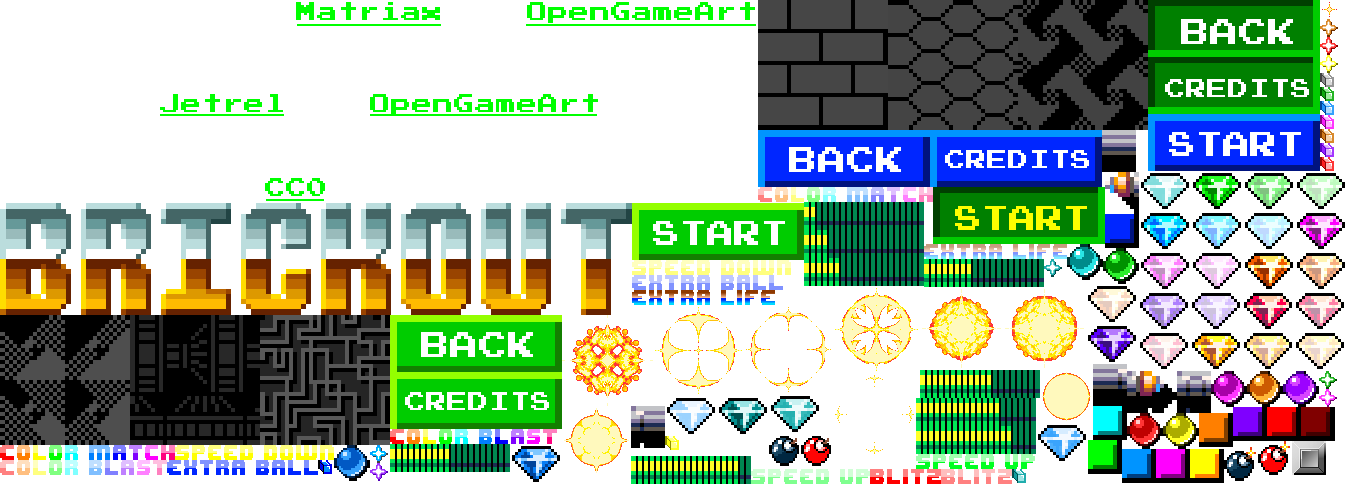 Matriax OpenGameArt
BACK
CREDITS
START
Jetrel OpenGameArt
BACK CREDITS
CC0
COLOR MATCH
START
BRICKOUT
START
EXTRA LIFE
SPEED DOWN
EXTRA BALL
EXTRA LIFE
BACK
CREDITS
COLOR BLAST
COLOR MATCH SPEED DOWN
COLOR BLAST EXTRA BALL
SPEED UP
SPEED UP BLITZ BLITZ